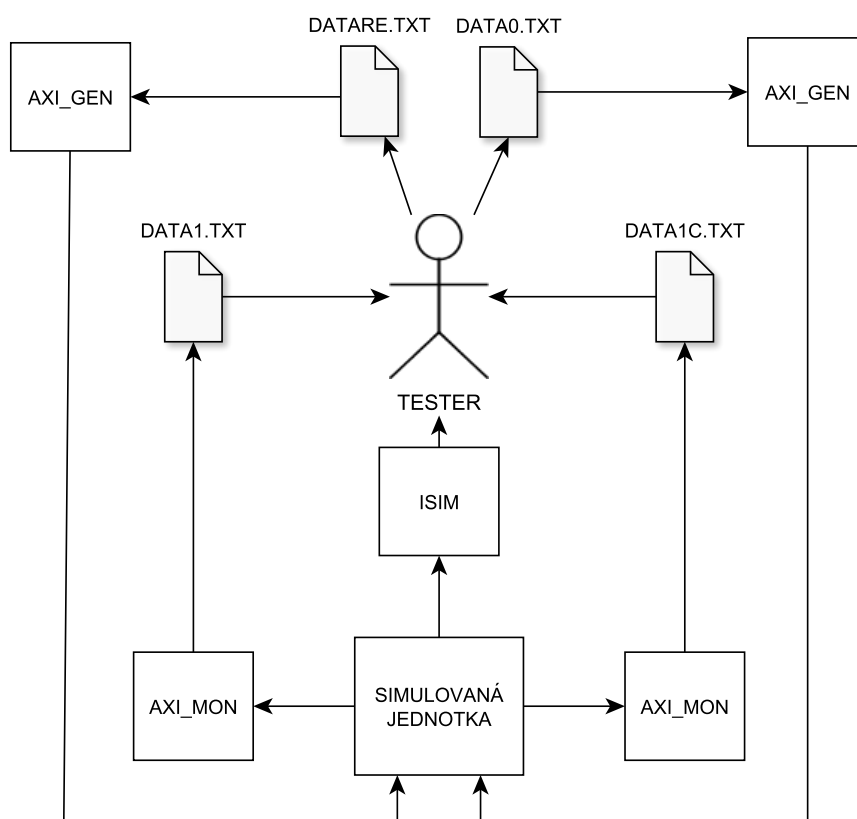 DATARE.TXT
DATA0.TXT
AXI_GEN
AXI_GEN
DATA1.TXT
DATA1C.TXT
TESTER
ISIM
AXI_MON
SIMULOVANÁ
JEDNOTKA
AXI_MON